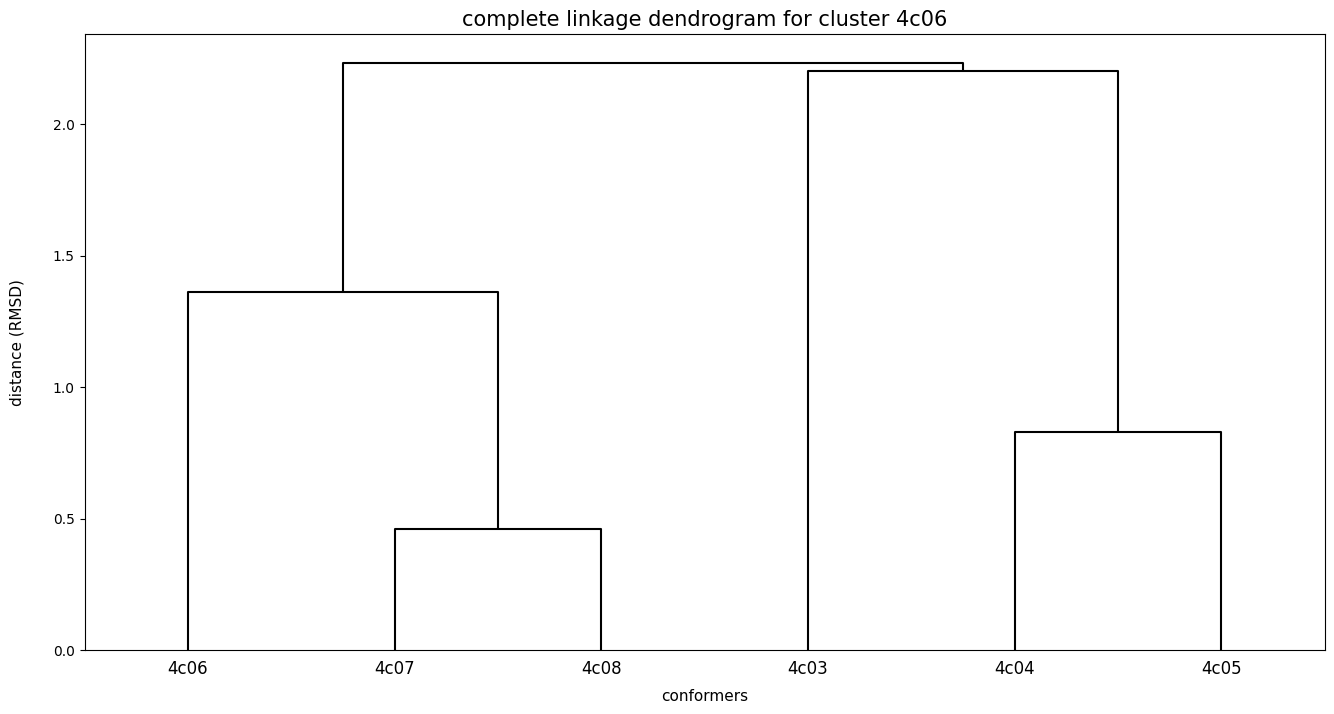 complete linkage dendrogram for cluster 4c06
distance (RMSD)
2.0
1.5
1.0
0.5
0.0
4c06 4c07 4c08 4c03 4c04 4c05
conformers